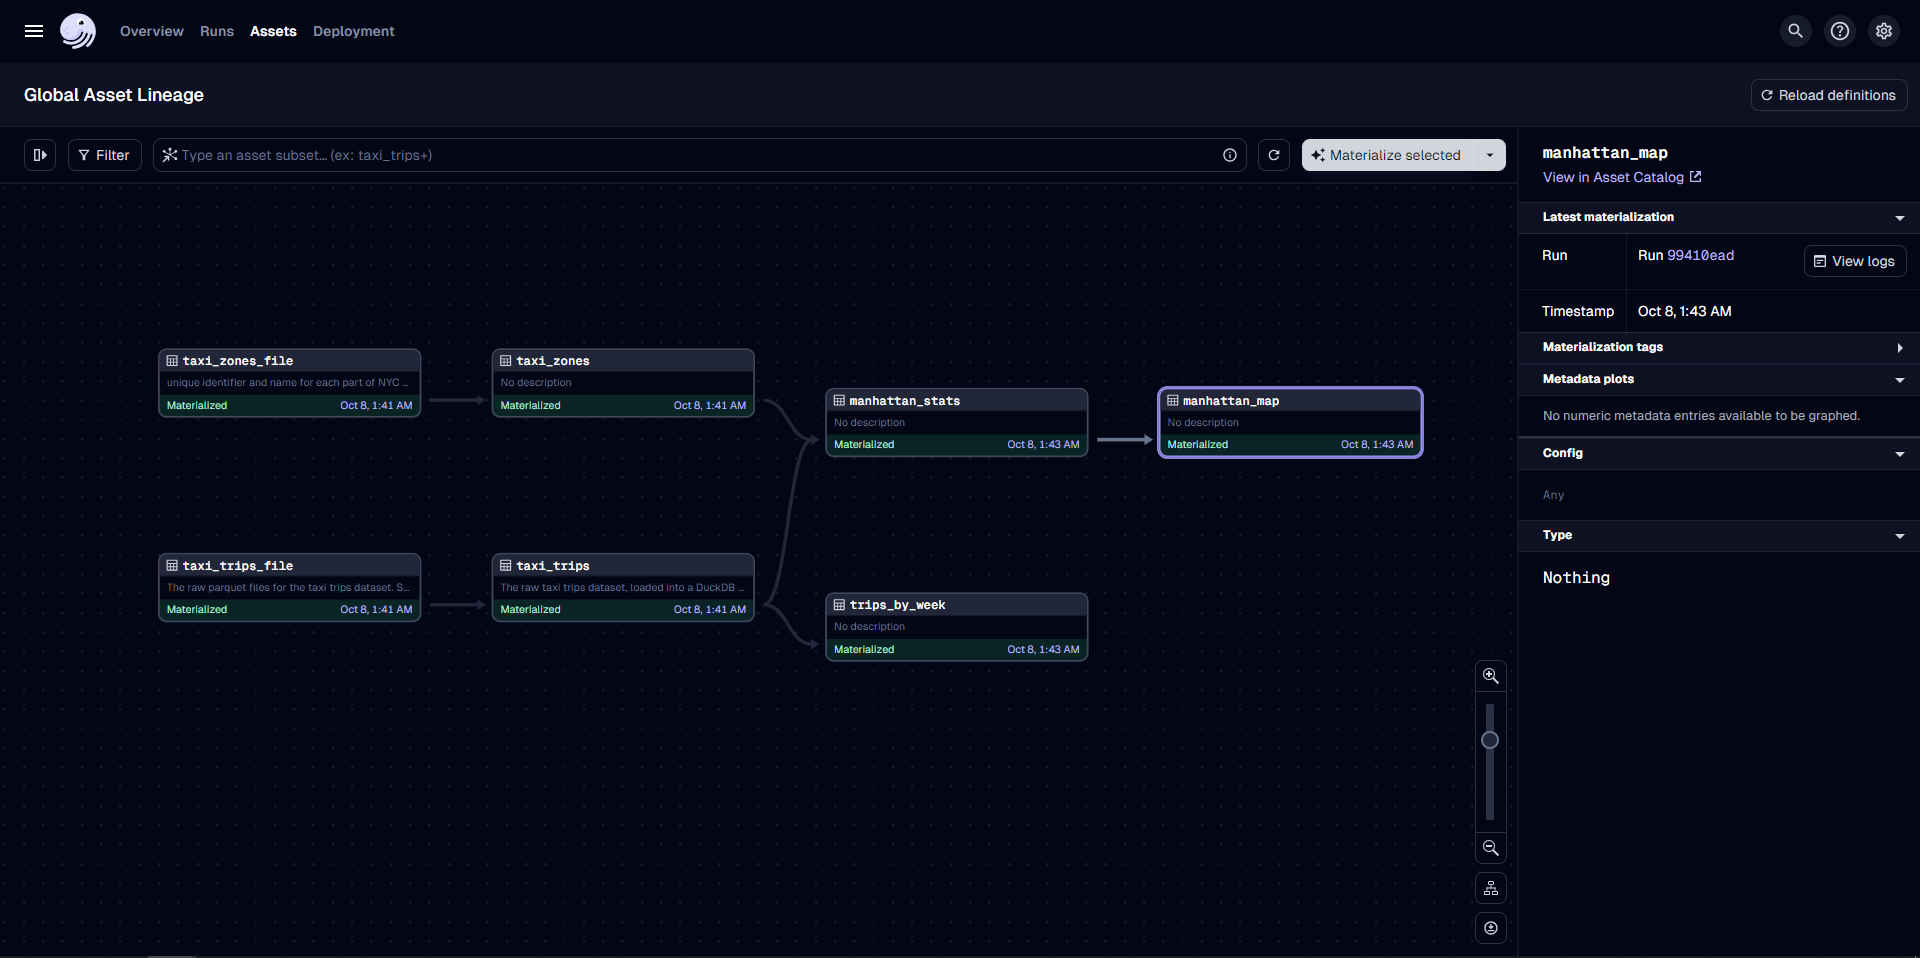 Overview Runs Assets Deployment
Global Asset Lineage
Reload definitions
Filter
Type an asset subset... (ex: taxi_trips+)
Materialize selected
taxi_zones_file
unique identifier and name for each part of NYC ...
Materialized Oct 8, 1:41 AM
taxi_zones
No description
Materialized Oct 8, 1:41 AM
manhattan_stats
No description
Materialized Oct 8, 1:43 AM
manhattan_map
No description
Materialized Oct 8, 1:43 AM
taxi_trips_file
The raw parquet files for the taxi trips dataset. S...
Materialized Oct 8, 1:41 AM
taxi_trips
The raw taxi trips dataset, loaded into a DuckDB ...
Materialized Oct 8, 1:41 AM
trips_by_week
No description
Materialized Oct 8, 1:43 AM
manhattan_map
View in Asset Catalog
Latest materialization
Run Run 99410ead View logs
Timestamp Oct 8, 1:43 AM
Materialization tags
Metadata plots
No numeric metadata entries available to be graphed.
Config
Any
Type
Nothing